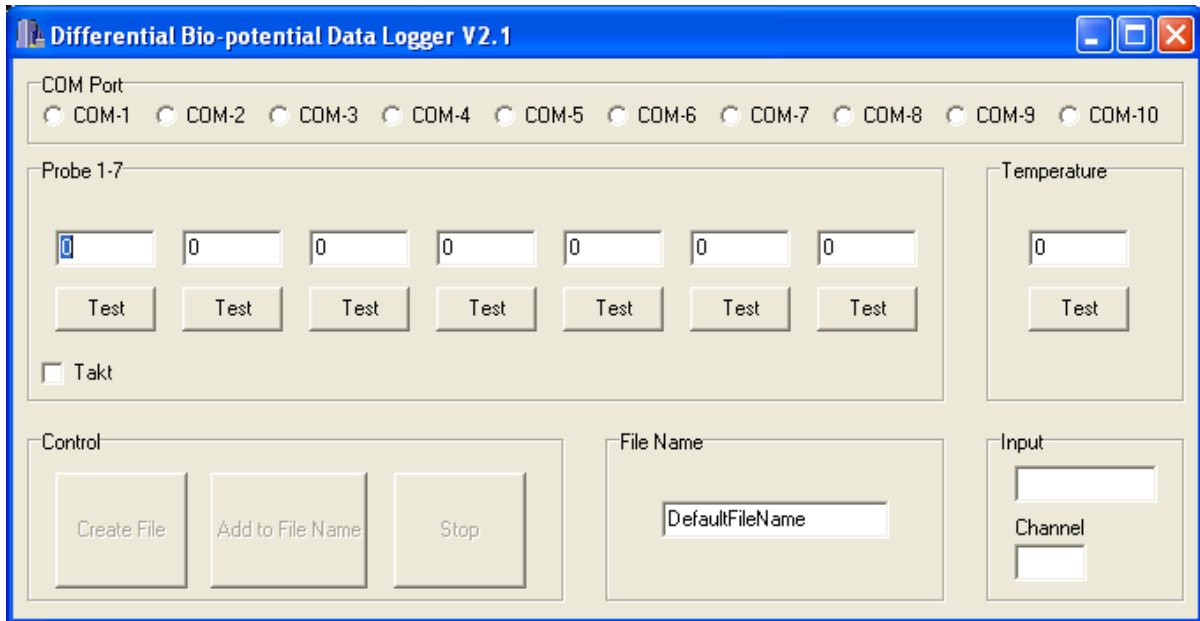 Differential Bio-potential Data Logger V2.1
COM Port
COM-1 COM-2 COM-3 COM-4 COM-5 COM-6 COM-7 COM-8 COM-9 COM-10
Probe 1-7
0 0 0 0 0 0 0
Test Test Test Test Test Test Test
Takt
Temperature
0
Test
Control
Create File Add to File Name Stop
File Name
DefaultFileName
Input
Channel